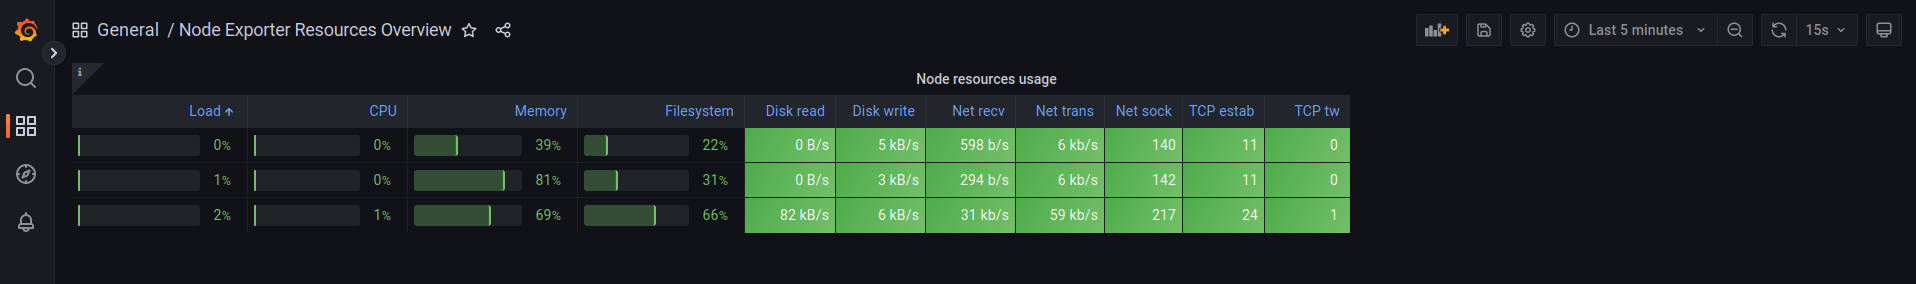 General / Node Exporter Resources Overview
Last 5 minutes
15s
i
Node resources usage
Load CPU Memory Filesystem Disk read Disk write Net recv Net trans Net sock TCP estab TCP tw
0% 0% 39% 22% 0 B/s 5 kB/s 598 b/s 6 kb/s 140 11 0
1% 0% 81% 31% 0 B/s 3 kB/s 294 b/s 6 kb/s 142 11 0
2% 1% 69% 66% 82 kB/s 6 kB/s 31 kb/s 59 kb/s 217 24 1